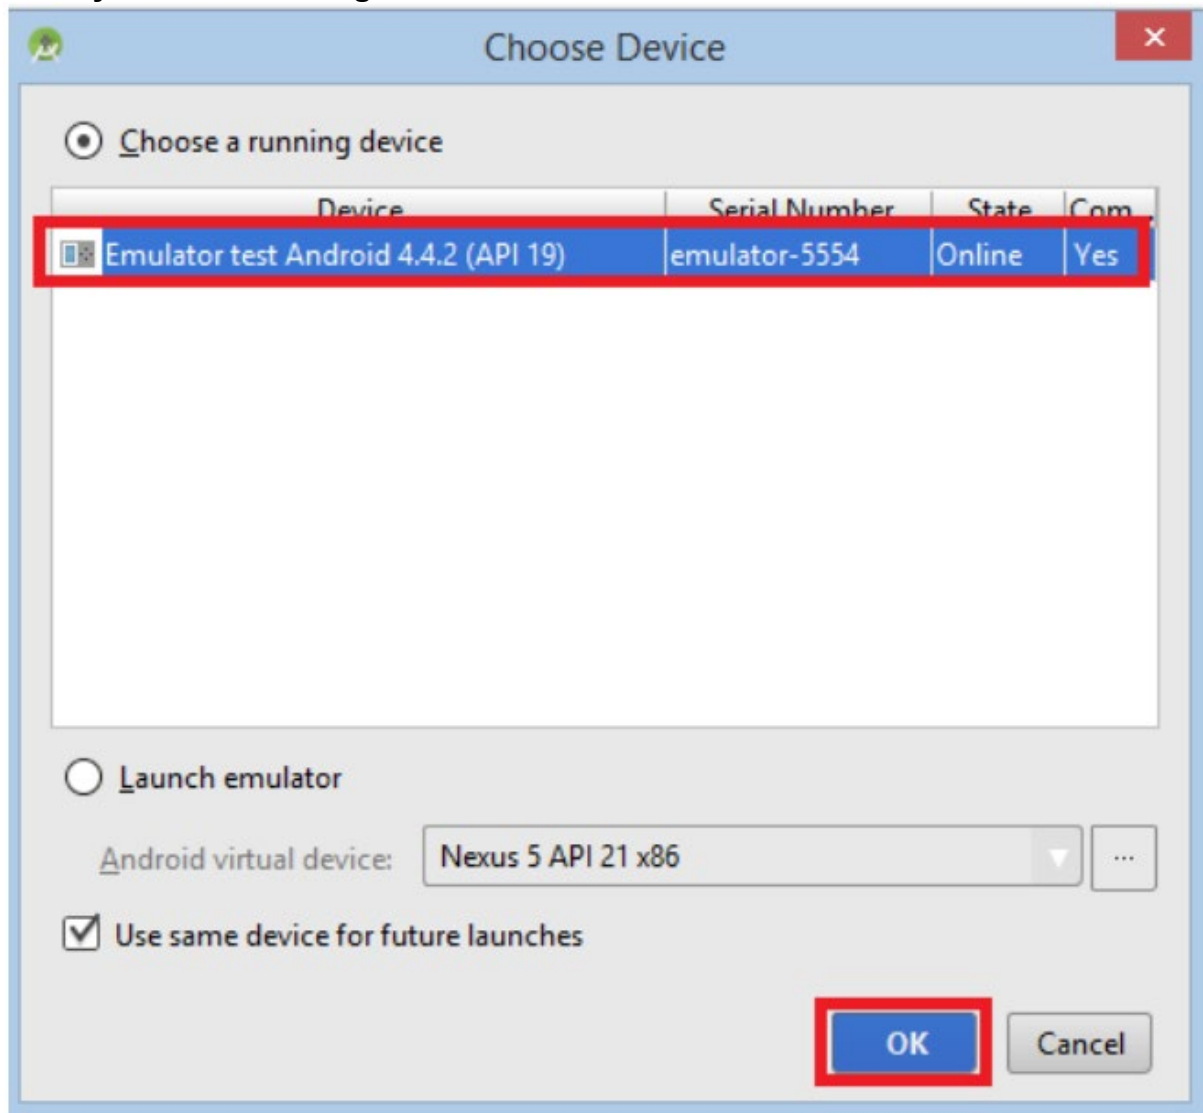 Choose Device
Choose a running device
Device Serial Number State Com...
Emulator test Android 4.4.2 (API 19) emulator-5554 Online Yes
Launch emulator
Android virtual device: Nexus 5 API 21 x86 ...
Use same device for future launches
OK Cancel